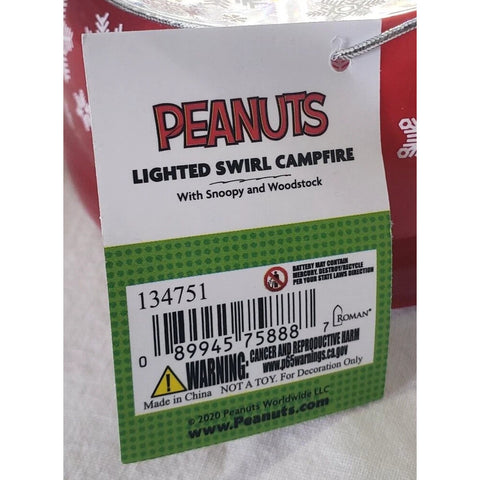 PEANUTS
LIGHTED SWIRL CAMPFIRE
With Snoopy and Woodstock
BATTERY MAY CONTAIN
MERCURY, DESTROY/RECYCLE
PER YOUR STATE LAWS DIRECTION
134751
0 89945 75888 7
ROMAN®
WARNING: CANCER AND REPRODUCTIVE HARM
www.p65warnings.ca.gov
Made in China NOT A TOY. For Decoration Only
© 2020 Peanuts Worldwide LLC
www.Peanuts.com